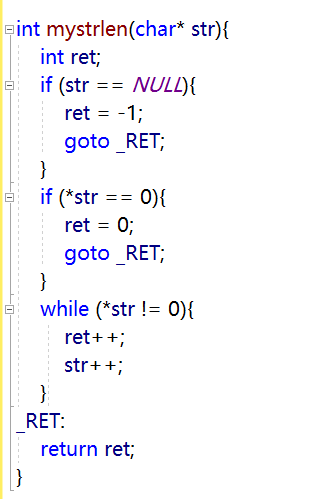 int mystrlen(char* str){
    int ret;
    if (str == NULL){
        ret = -1;
        goto _RET;
    }
    if (*str == 0){
        ret = 0;
        goto _RET;
    }
    while (*str != 0){
        ret++;
        str++;
    }
_RET:
    return ret;
}